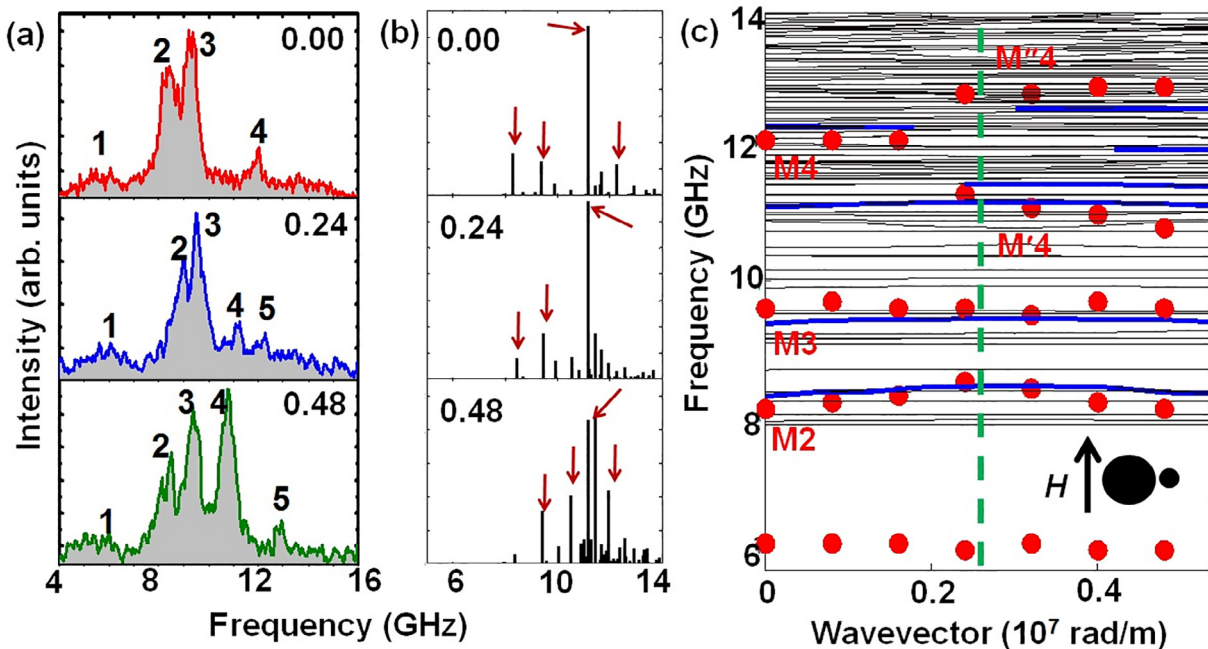 (a)
0.00
1
2
3
4
0.24
1
2
3
4
5
0.48
1
2
3
4
5
4
8
12
16
Intensity (arb. units)
(b)
0.00
0.24
0.48
6
10
14
Frequency (GHz)
(c)
14
12
10
8
6
Frequency (GHz)
M″4
M4
M′4
M3
M2
H
0
0.2
0.4
Wavevector (10⁷ rad/m)